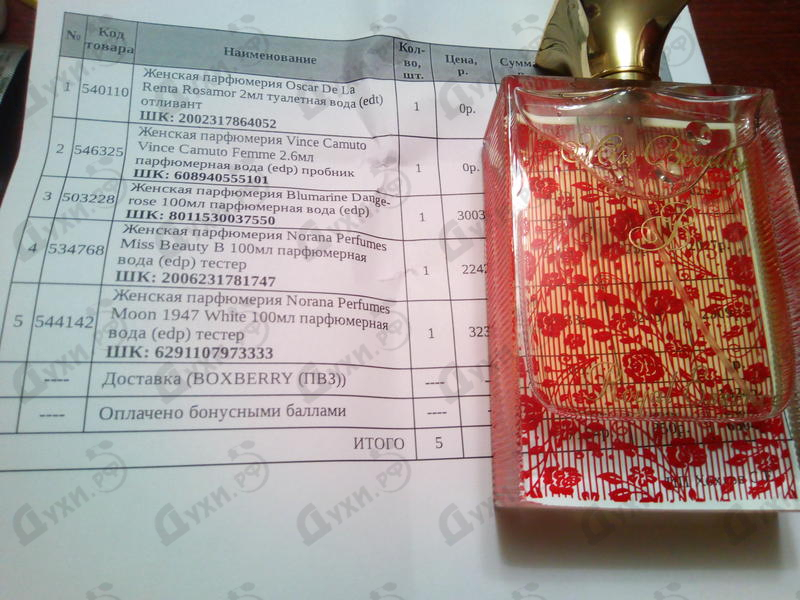 № Код товара Наименование Кол-во, шт. Цена, р. Сумма
1 540110 Женская парфюмерия Oscar De La
Renta Rosamor 2мл туалетная вода (edt)
отливант
ШК: 2002317864052 1 0р.
2 546325 Женская парфюмерия Vince Camuto
Vince Camuto Femme 2.6мл
парфюмерная вода (edp) пробник
ШК: 608940555101 1 0р.
3 503228 Женская парфюмерия Blumarine Dange-
rose 100мл парфюмерная вода (edp)
ШК: 8011530037550 1 3003
4 534768 Женская парфюмерия Norana Perfumes
Miss Beauty B 100мл парфюмерная
вода (edp) тестер
ШК: 2006231781747 1 2242
5 544142 Женская парфюмерия Norana Perfumes
Moon 1947 White 100мл парфюмерная
вода (edp) тестер
ШК: 6291107973333 1 323
---- Доставка (BOXBERRY (ПВЗ)) ----
---- Оплачено бонусными баллами ----
ИТОГО 5
Духи.рф